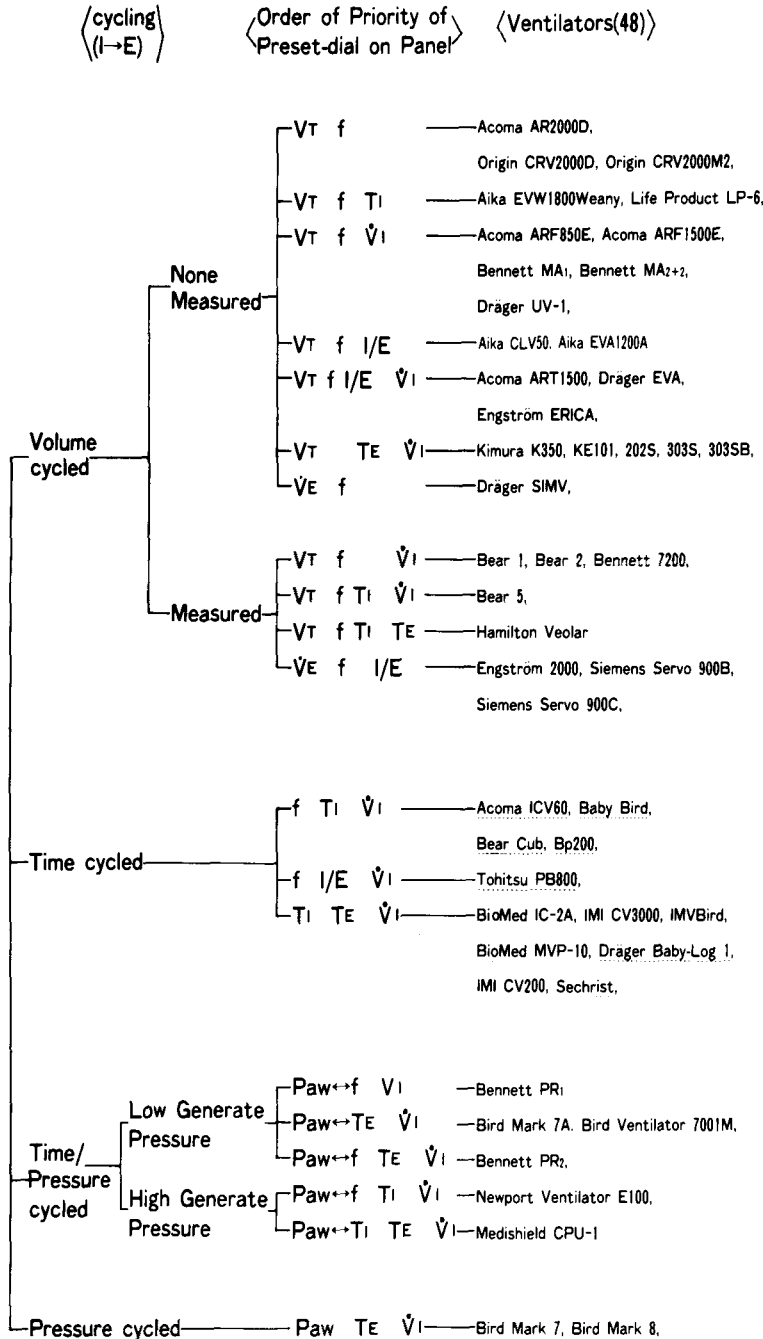 ⟨cycling (I→E)⟩ ⟨Order of Priority of Preset-dial on Panel⟩ ⟨Ventilators(48)⟩
Volume cycled
None Measured
VT f Acoma AR2000D,
Origin CRV2000D, Origin CRV2000M2,
VT f TI Aika EVW1800Weany, Life Product LP-6,
VT f V̇I Acoma ARF850E, Acoma ARF1500E,
Bennett MA1, Bennett MA2+2,
Dräger UV-1,
VT f I/E Aika CLV50. Aika EVA1200A
VT f I/E V̇I Acoma ART1500, Dräger EVA,
Engström ERICA,
VT TE V̇I Kimura K350, KE101, 202S, 303S, 303SB,
V̇E f Dräger SIMV,
Measured
VT f V̇I Bear 1, Bear 2, Bennett 7200,
VT f TI V̇I Bear 5,
VT f TI TE Hamilton Veolar
V̇E f I/E Engström 2000, Siemens Servo 900B,
Siemens Servo 900C,
Time cycled
f TI V̇I Acoma ICV60, Baby Bird,
Bear Cub, Bp200,
f I/E V̇I Tohitsu PB800,
TI TE V̇I BioMed IC-2A, IMI CV3000, IMVBird,
BioMed MVP-10, Dräger Baby-Log 1,
IMI CV200, Sechrist,
Time/
Pressure
cycled
Low Generate
Pressure
Paw↔f VI Bennett PR1
Paw↔TE V̇I Bird Mark 7A. Bird Ventilator 7001M,
Paw↔f TE V̇I Bennett PR2,
High Generate
Pressure
Paw↔f TI V̇I Newport Ventilator E100,
Paw↔TI TE V̇I Medishield CPU-1
Pressure cycled Paw TE V̇I Bird Mark 7, Bird Mark 8,